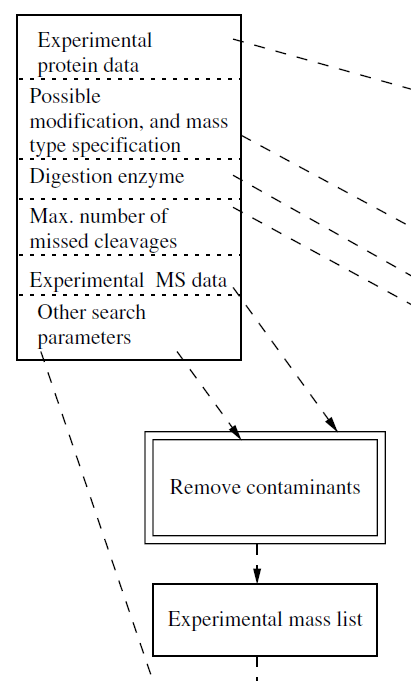 Experimental
protein data
Possible
modification, and mass
type specification
Digestion enzyme
Max. number of
missed cleavages
Experimental MS data
Other search
parameters
Remove contaminants
Experimental mass list